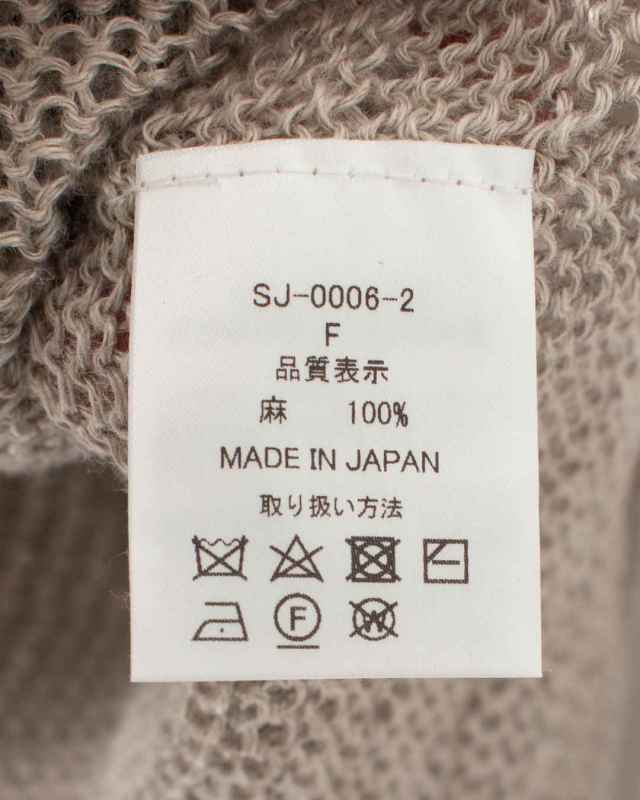 SJ-0006-2
F
品質表示
麻 100%
MADE IN JAPAN
取り扱い方法
F W